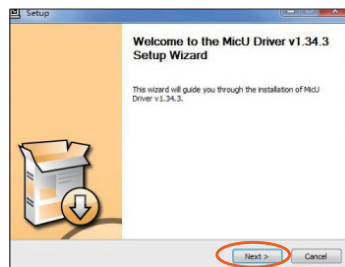 Setup
Welcome to the MicU Driver v1.34.3
Setup Wizard
This wizard will guide you through the installation of MicU
Driver v1.34.3.
Next >
Cancel